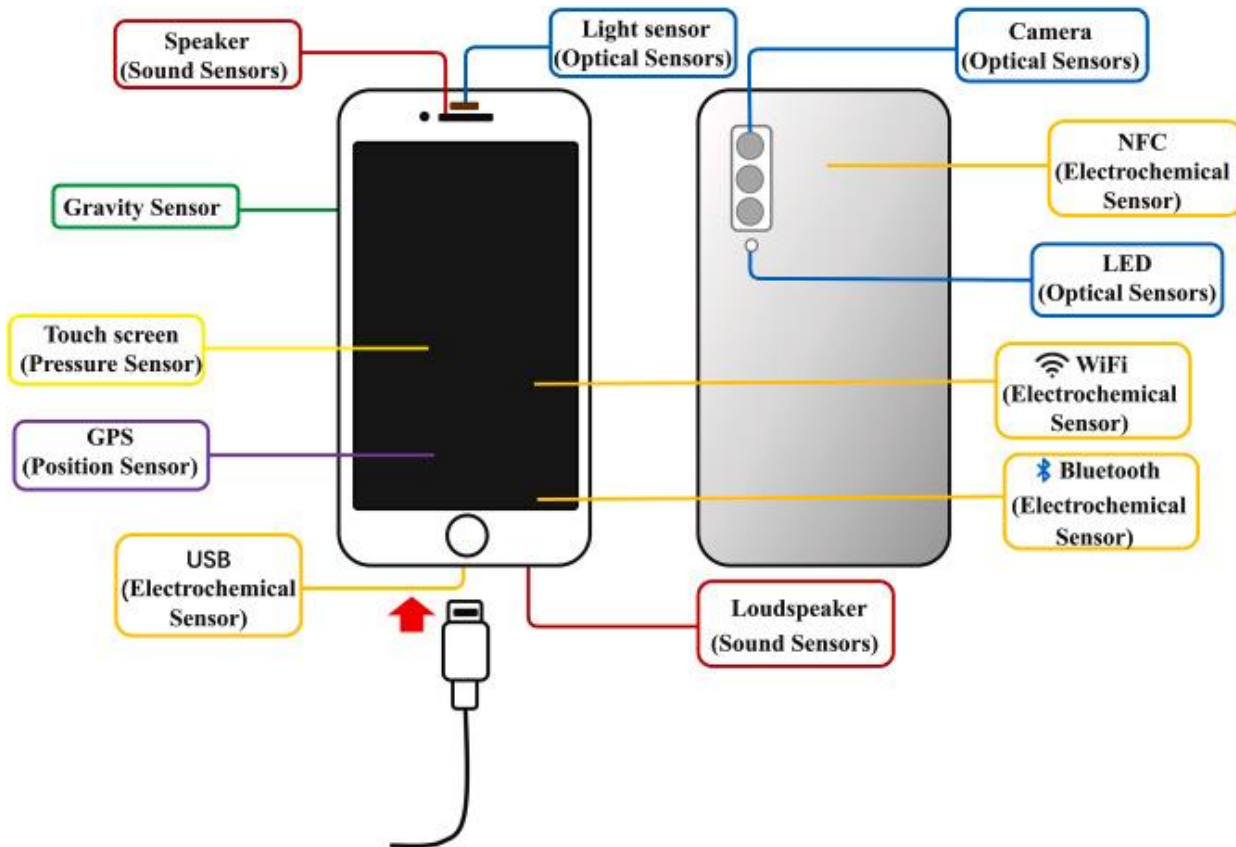 Speaker
(Sound Sensors)
Light sensor
(Optical Sensors)
Camera
(Optical Sensors)
NFC
(Electrochemical
Sensor)
Gravity Sensor
LED
(Optical Sensors)
Touch screen
(Pressure Sensor)
WiFi
(Electrochemical
Sensor)
GPS
(Position Sensor)
Bluetooth
(Electrochemical
Sensor)
USB
(Electrochemical
Sensor)
Loudspeaker
(Sound Sensors)